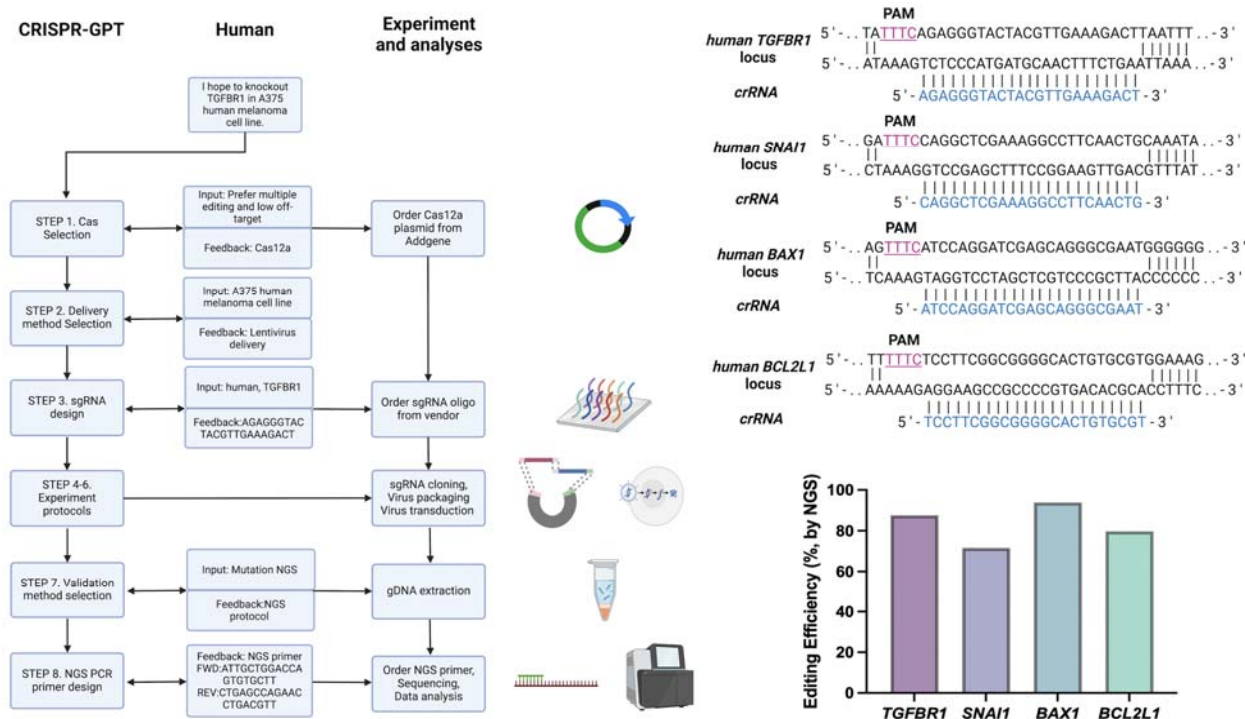 CRISPR-GPT
Human
Experiment
and analyses
I hope to knockout
TGFBR1 in A375
human melanoma
cell line.
STEP 1. Cas
Selection
Input: Prefer multiple
editing and low off-
target
Feedback: Cas12a
Order Cas12a
plasmid from
Addgene
STEP 2. Delivery
method Selection
Input: A375 human
melanoma cell line
Feedback: Lentivirus
delivery
STEP 3. sgRNA
design
Input: human, TGFBR1
Feedback:AGAGGGTAC
TACGTTGAAAGACT
Order sgRNA oligo
from vendor
STEP 4-6.
Experiment
protocols
sgRNA cloning,
Virus packaging
Virus transduction
STEP 7. Validation
method selection
Input: Mutation NGS
Feedback:NGS
protocol
gDNA extraction
STEP 8. NGS PCR
primer design
Feedback: NGS primer
FWD:ATTGCTGGACCA
GTGTGCTT
REV:CTGAGCCAGAAC
CTGACGTT
Order NGS primer,
Sequencing,
Data analysis
PAM
human TGFBR1
locus
5'-..TATTTCAGAGGGTACTACGTTGAAAGACTTAATTT..-3'
5'-..ATAAAGTCTCCCATGATGCAACTTTCTGAATTAAA..-3'
crRNA
5'-AGAGGGTACTACGTTGAAAGACT-3'
PAM
human SNAI1
locus
5'-..GATTTCCAGGCTCGAAAGGCCTTCAACTGCAAATA..-3'
5'-..CTAAAGGTCCGAGCTTTCCGGAAGTTGACGTTTAT..-3'
crRNA
5'-CAGGCTCGAAAGGCCTTCAACTG-3'
PAM
human BAX1
locus
5'-..AGTTTCATCCAGGATCGAGCAGGGCGAATGGGGGG..-3'
5'-..TCAAAGTAGGTCCTAGCTCGTCCCGCTTACCCCCC..-3'
crRNA
5'-ATCCAGGATCGAGCAGGGCGAAT-3'
PAM
human BCL2L1
locus
5'-..TTTTTCTCCTTCGGCGGGGCACTGTGCGTGGAAAG..-3'
5'-..AAAAAGAGGAAGCCGCCCCGTGACACGCACCTTTC..-3'
crRNA
5'-TCCTTCGGCGGGGCACTGTGCGT-3'
Editing Efficiency (%, by NGS)
100
80
60
40
20
0
TGFBR1 SNAI1 BAX1 BCL2L1